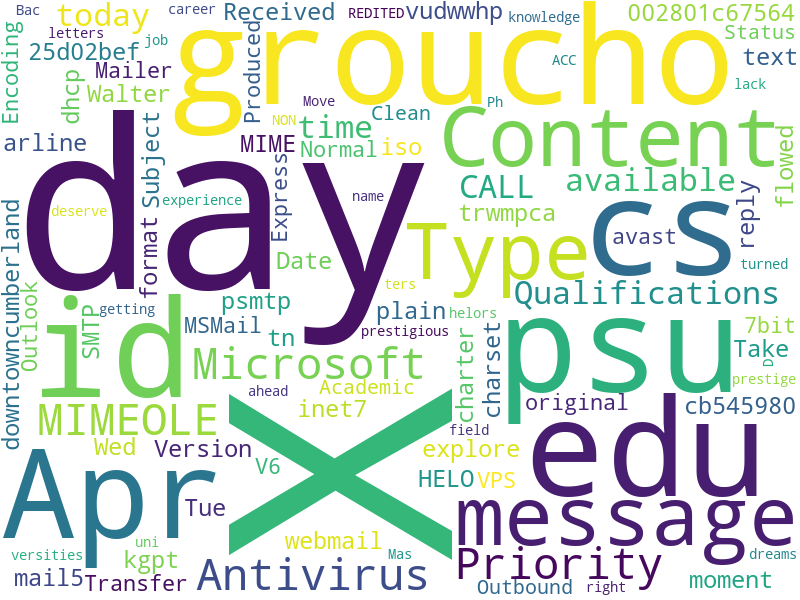 Bac
today
career
Received
REDITED
vudwwhp
knowledge
002801c67564
letters
job
groucho
Status
25d02bef
Encoding
Mailer
Produced
ACC
text
dhcp
Walter
Move
Ph
lack
Clean
NON
time
Content
arline
MIME
Normal
iso
flowed
Subject
day
CALL
available
cs
experience
name
deserve
Express
trwmpca
avast
reply
format
Type
Date
turned
downtowncumberland
id
ters
Qualifications
Outlook
SMTP
getting
psmtp
plain
helors
psu
7bit
MSMail
tn
prestigious
charter
charset
Take
D
Microsoft
prestige
ahead
Academic
X
original
cb545980
MIMEOLE
inet7
field
edu
Wed
Version
explore
Apr
V6
HELO
VPS
Tue
message
webmail
uni
versities
kgpt
Mas
dreams
Priority
mail5
Transfer
Antivirus
Outbound
right
moment